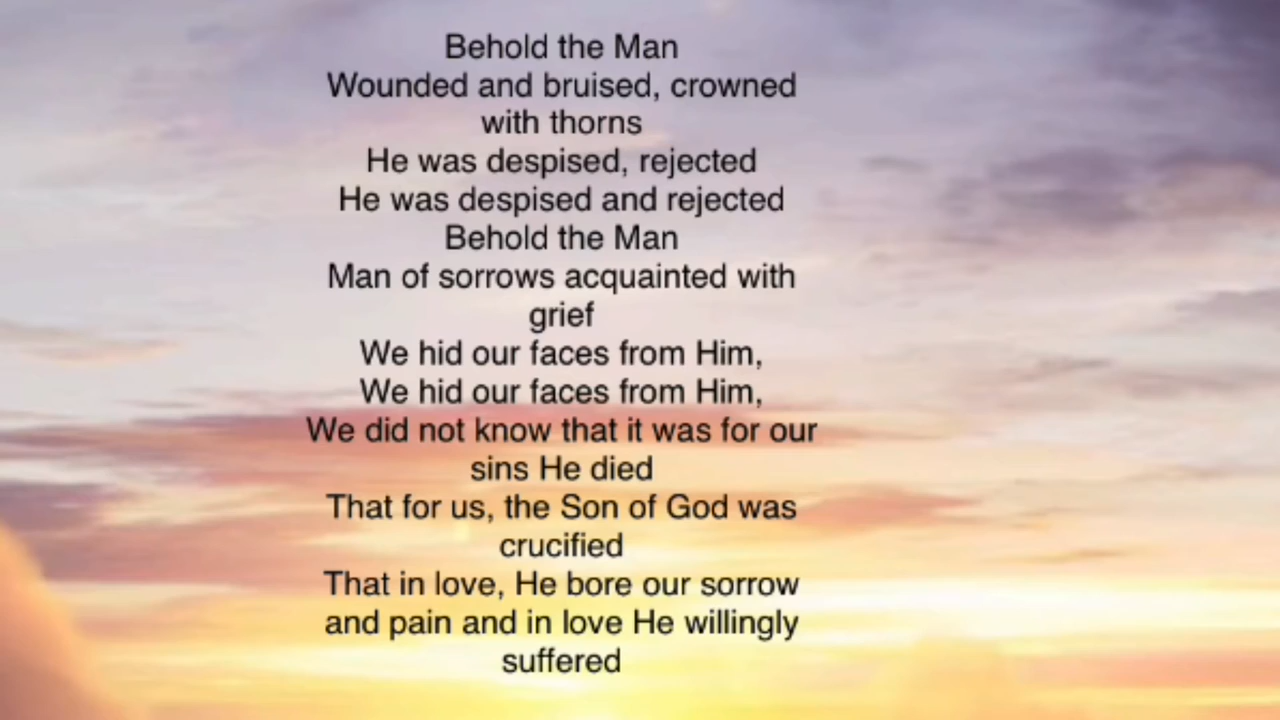 Behold the Man
Wounded and bruised, crowned
with thorns
He was despised, rejected
He was despised and rejected
Behold the Man
Man of sorrows acquainted with
grief
We hid our faces from Him,
We hid our faces from Him,
We did not know that it was for our
sins He died
That for us, the Son of God was
crucified
That in love, He bore our sorrow
and pain and in love He willingly
suffered